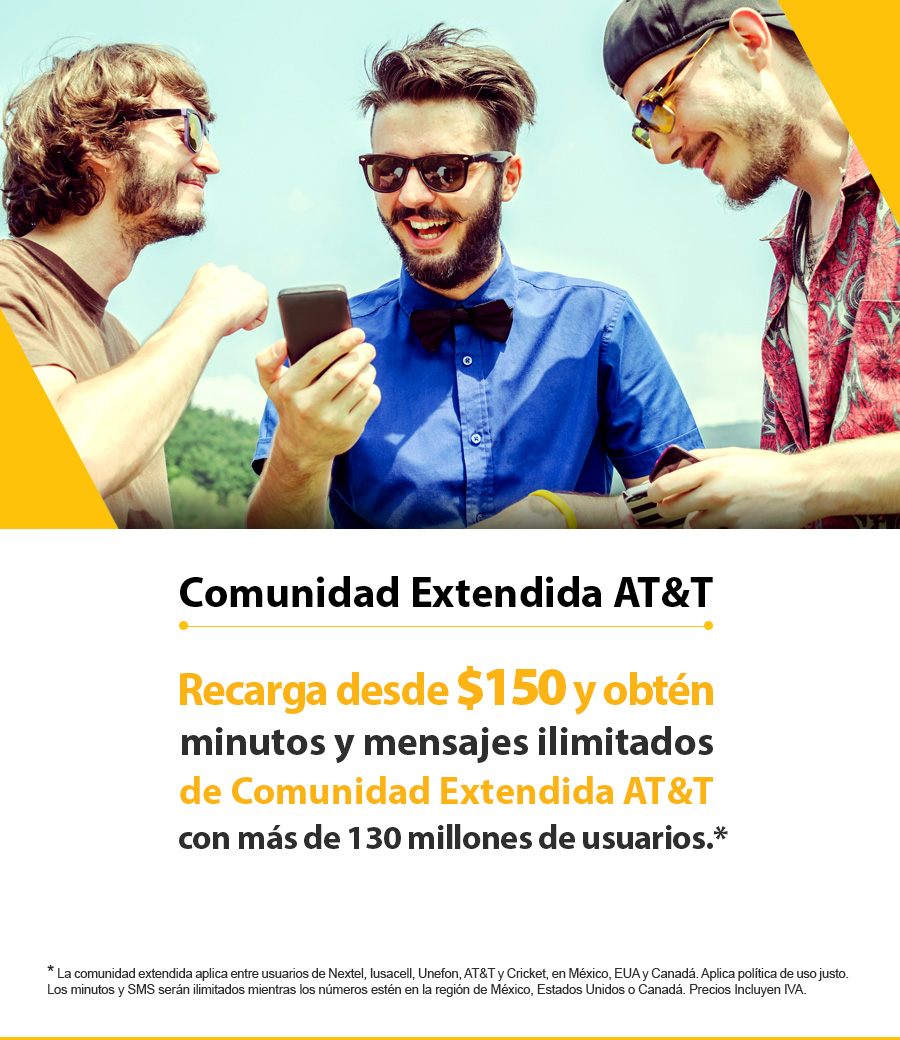 Comunidad Extendida AT&T
Recarga desde $150 y obtén
minutos y mensajes ilimitados
de Comunidad Extendida AT&T
con más de 130 millones de usuarios.*
* La comunidad extendida aplica entre usuarios de Nextel, Iusacell, Unefon, AT&T y Cricket, en México, EUA y Canadá. Aplica política de uso justo.
Los minutos y SMS serán ilimitados mientras los números estén en la región de México, Estados Unidos o Canadá. Precios Incluyen IVA.